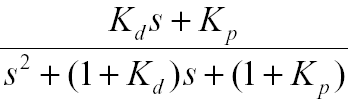 K_d s + K_p
s^2 + (1 + K_d)s + (1 + K_p)